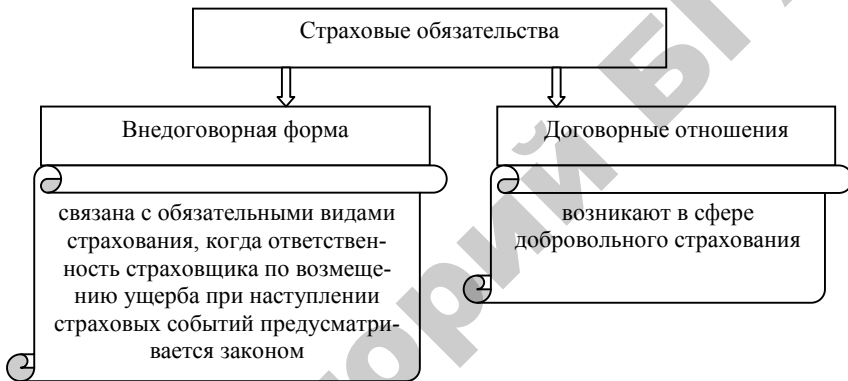 Страховые обязательства
Внедоговорная форма
Договорные отношения
связана с обязательными видами
страхования, когда ответствен-
ность страховщика по возмеще-
нию ущерба при наступлении
страховых событий предусматри-
вается законом
возникают в сфере
добровольного страхования